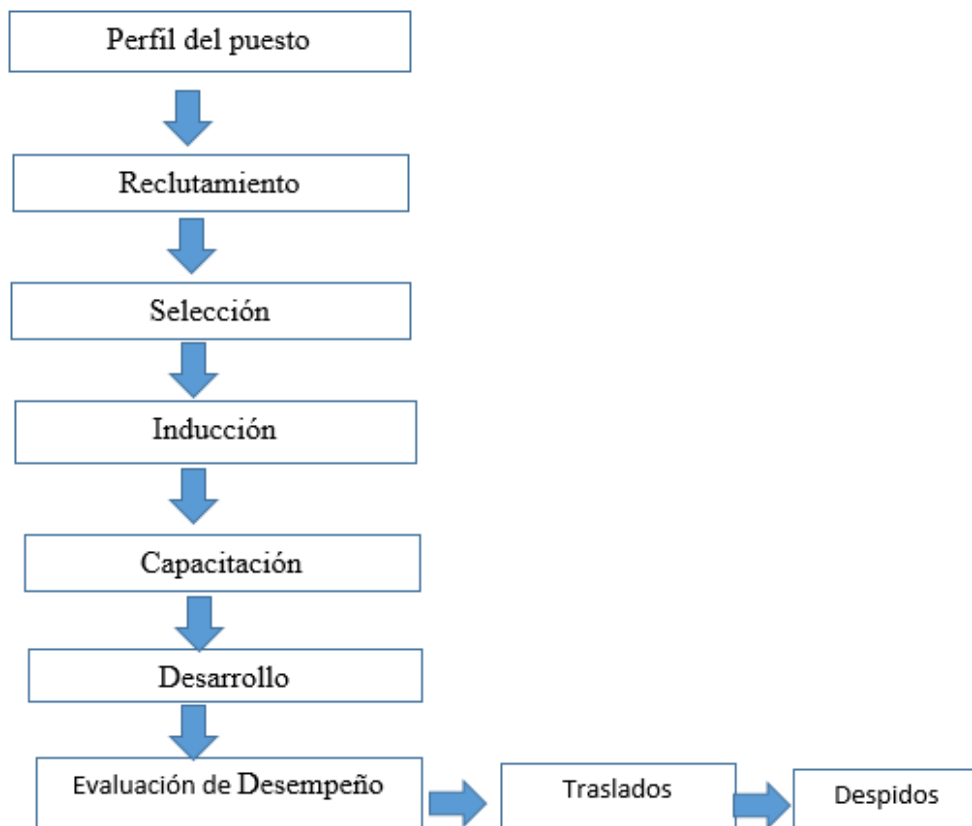 Perfil del puesto
Reclutamiento
Selección
Inducción
Capacitación
Desarrollo
Evaluación de Desempeño
Traslados
Despidos